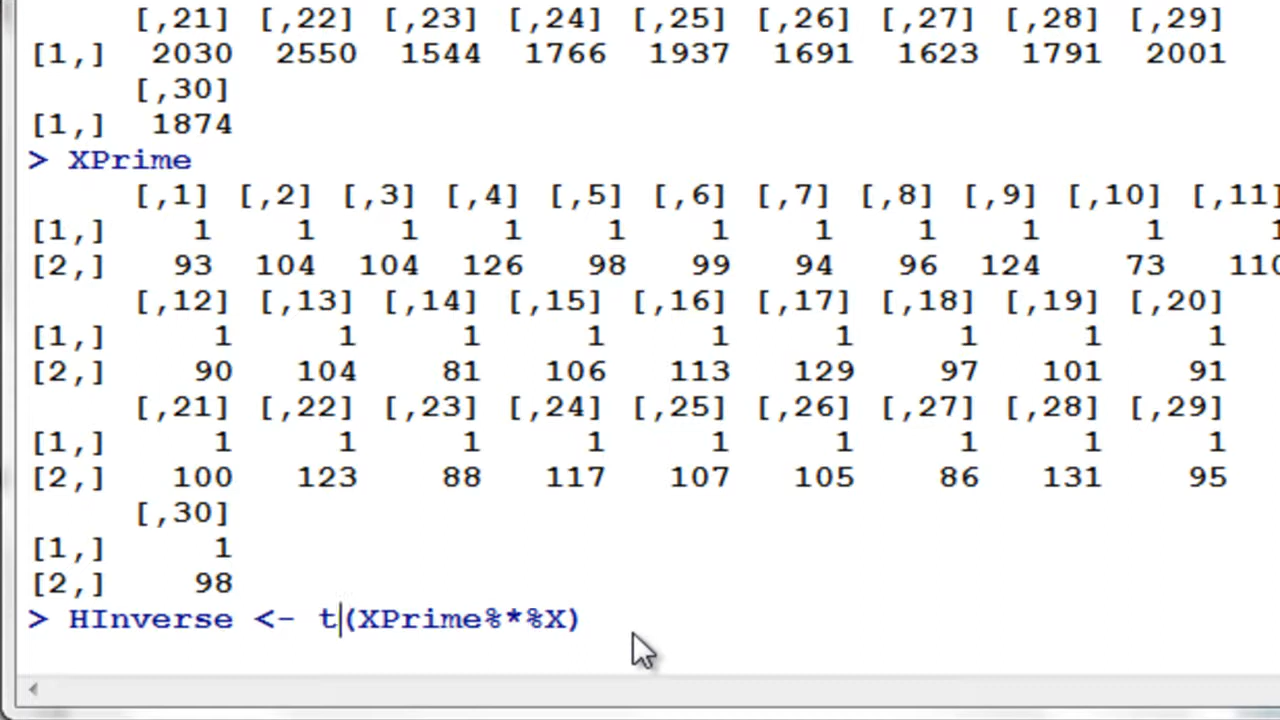 [,21] [,22] [,23] [,24] [,25] [,26] [,27] [,28] [,29]
[1,] 2030 2550 1544 1766 1937 1691 1623 1791 2001
[,30]
[1,] 1874
> XPrime
[,1] [,2] [,3] [,4] [,5] [,6] [,7] [,8] [,9] [,10] [,11]
[1,] 1 1 1 1 1 1 1 1 1 1 1
[2,] 93 104 104 126 98 99 94 96 124 73 110
[,12] [,13] [,14] [,15] [,16] [,17] [,18] [,19] [,20]
[1,] 1 1 1 1 1 1 1 1 1
[2,] 90 104 81 106 113 129 97 101 91
[,21] [,22] [,23] [,24] [,25] [,26] [,27] [,28] [,29]
[1,] 1 1 1 1 1 1 1 1 1
[2,] 100 123 88 117 107 105 86 131 95
[,30]
[1,] 1
[2,] 98
> HInverse <- t(XPrime%*%X)